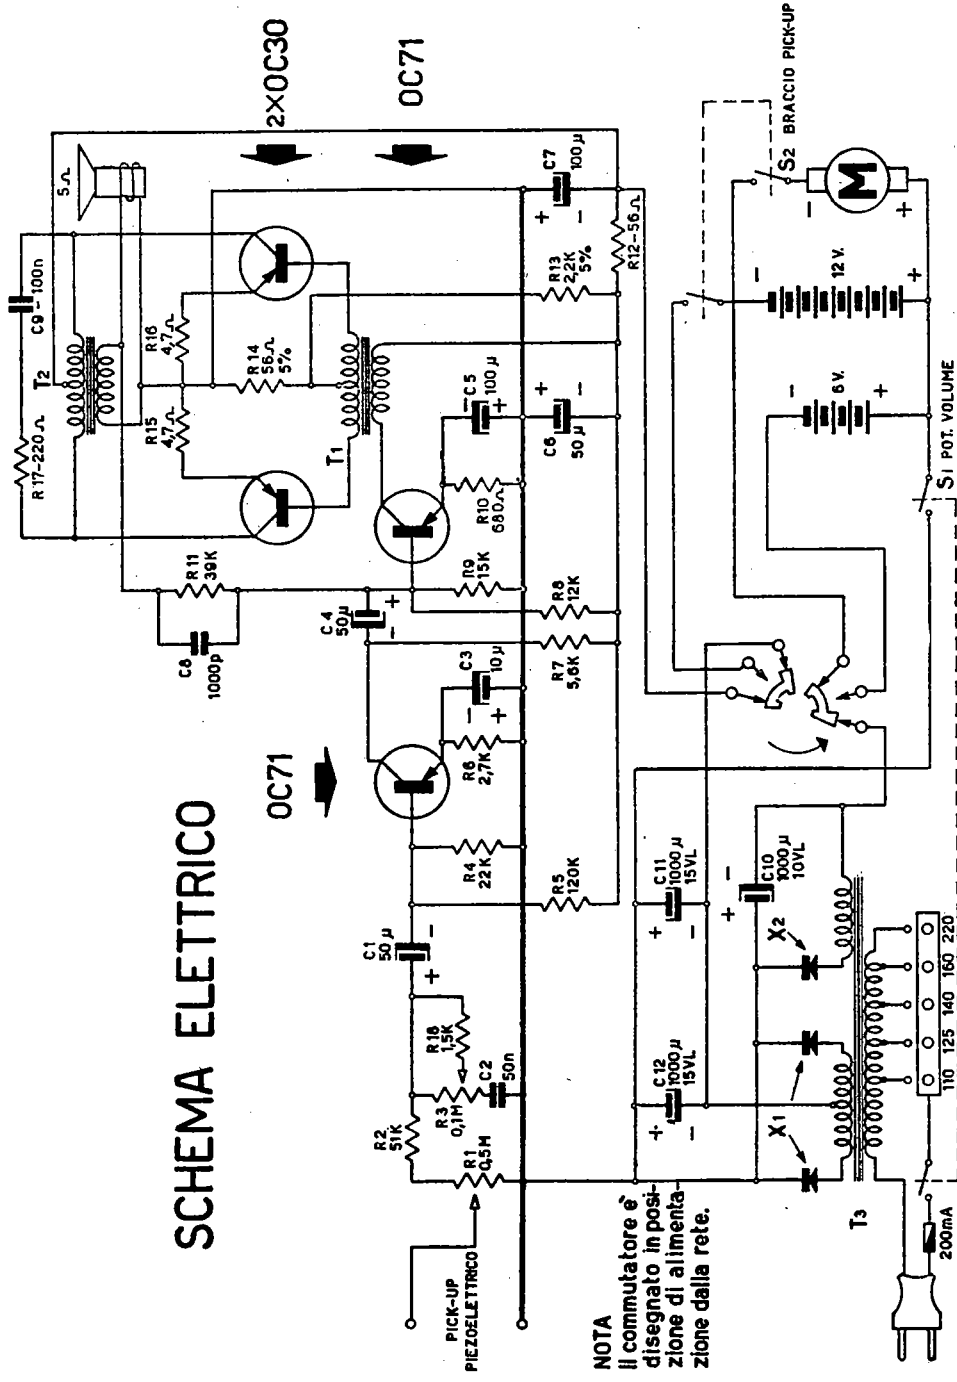 SCHEMA ELETTRICO
PICK-UP
PIEZOELETTRICO
R1
0,5M
R2
51K
R3
0,1M
R18
1,5K
C2
50n
C1
50µ
+
-
R4
22K
R5
120K
OC71
R6
2,7K
C3
10µ
-
+
C4
50µ
-
+
R7
5,6K
R8
12K
R9
15K
R10
680Ω
C5
100µ
-
+
C6
50µ
+
-
C8
1000p
R11
39K
R17-220Ω
C9-100n
T2
5Ω
R15
4,7Ω
R16
4,7Ω
R14
56Ω
5%
T1
R13
2,2K
5%
R12-56Ω
C7
100µ
+
-
2XOC30
OC71
NOTA
Il commutatore è
disegnato in posi-
zione di alimenta-
zione dalla rete.
C12
1000µ
15VL
+
-
C11
1000µ
15VL
+
-
C10
1000µ
10VL
+
-
X1
X2
T3
110 125 140 160 220
200mA
S1 POT. VOLUME
6V.
-
+
12V.
-
+
M
-
+
S2 BRACCIO PICK-UP